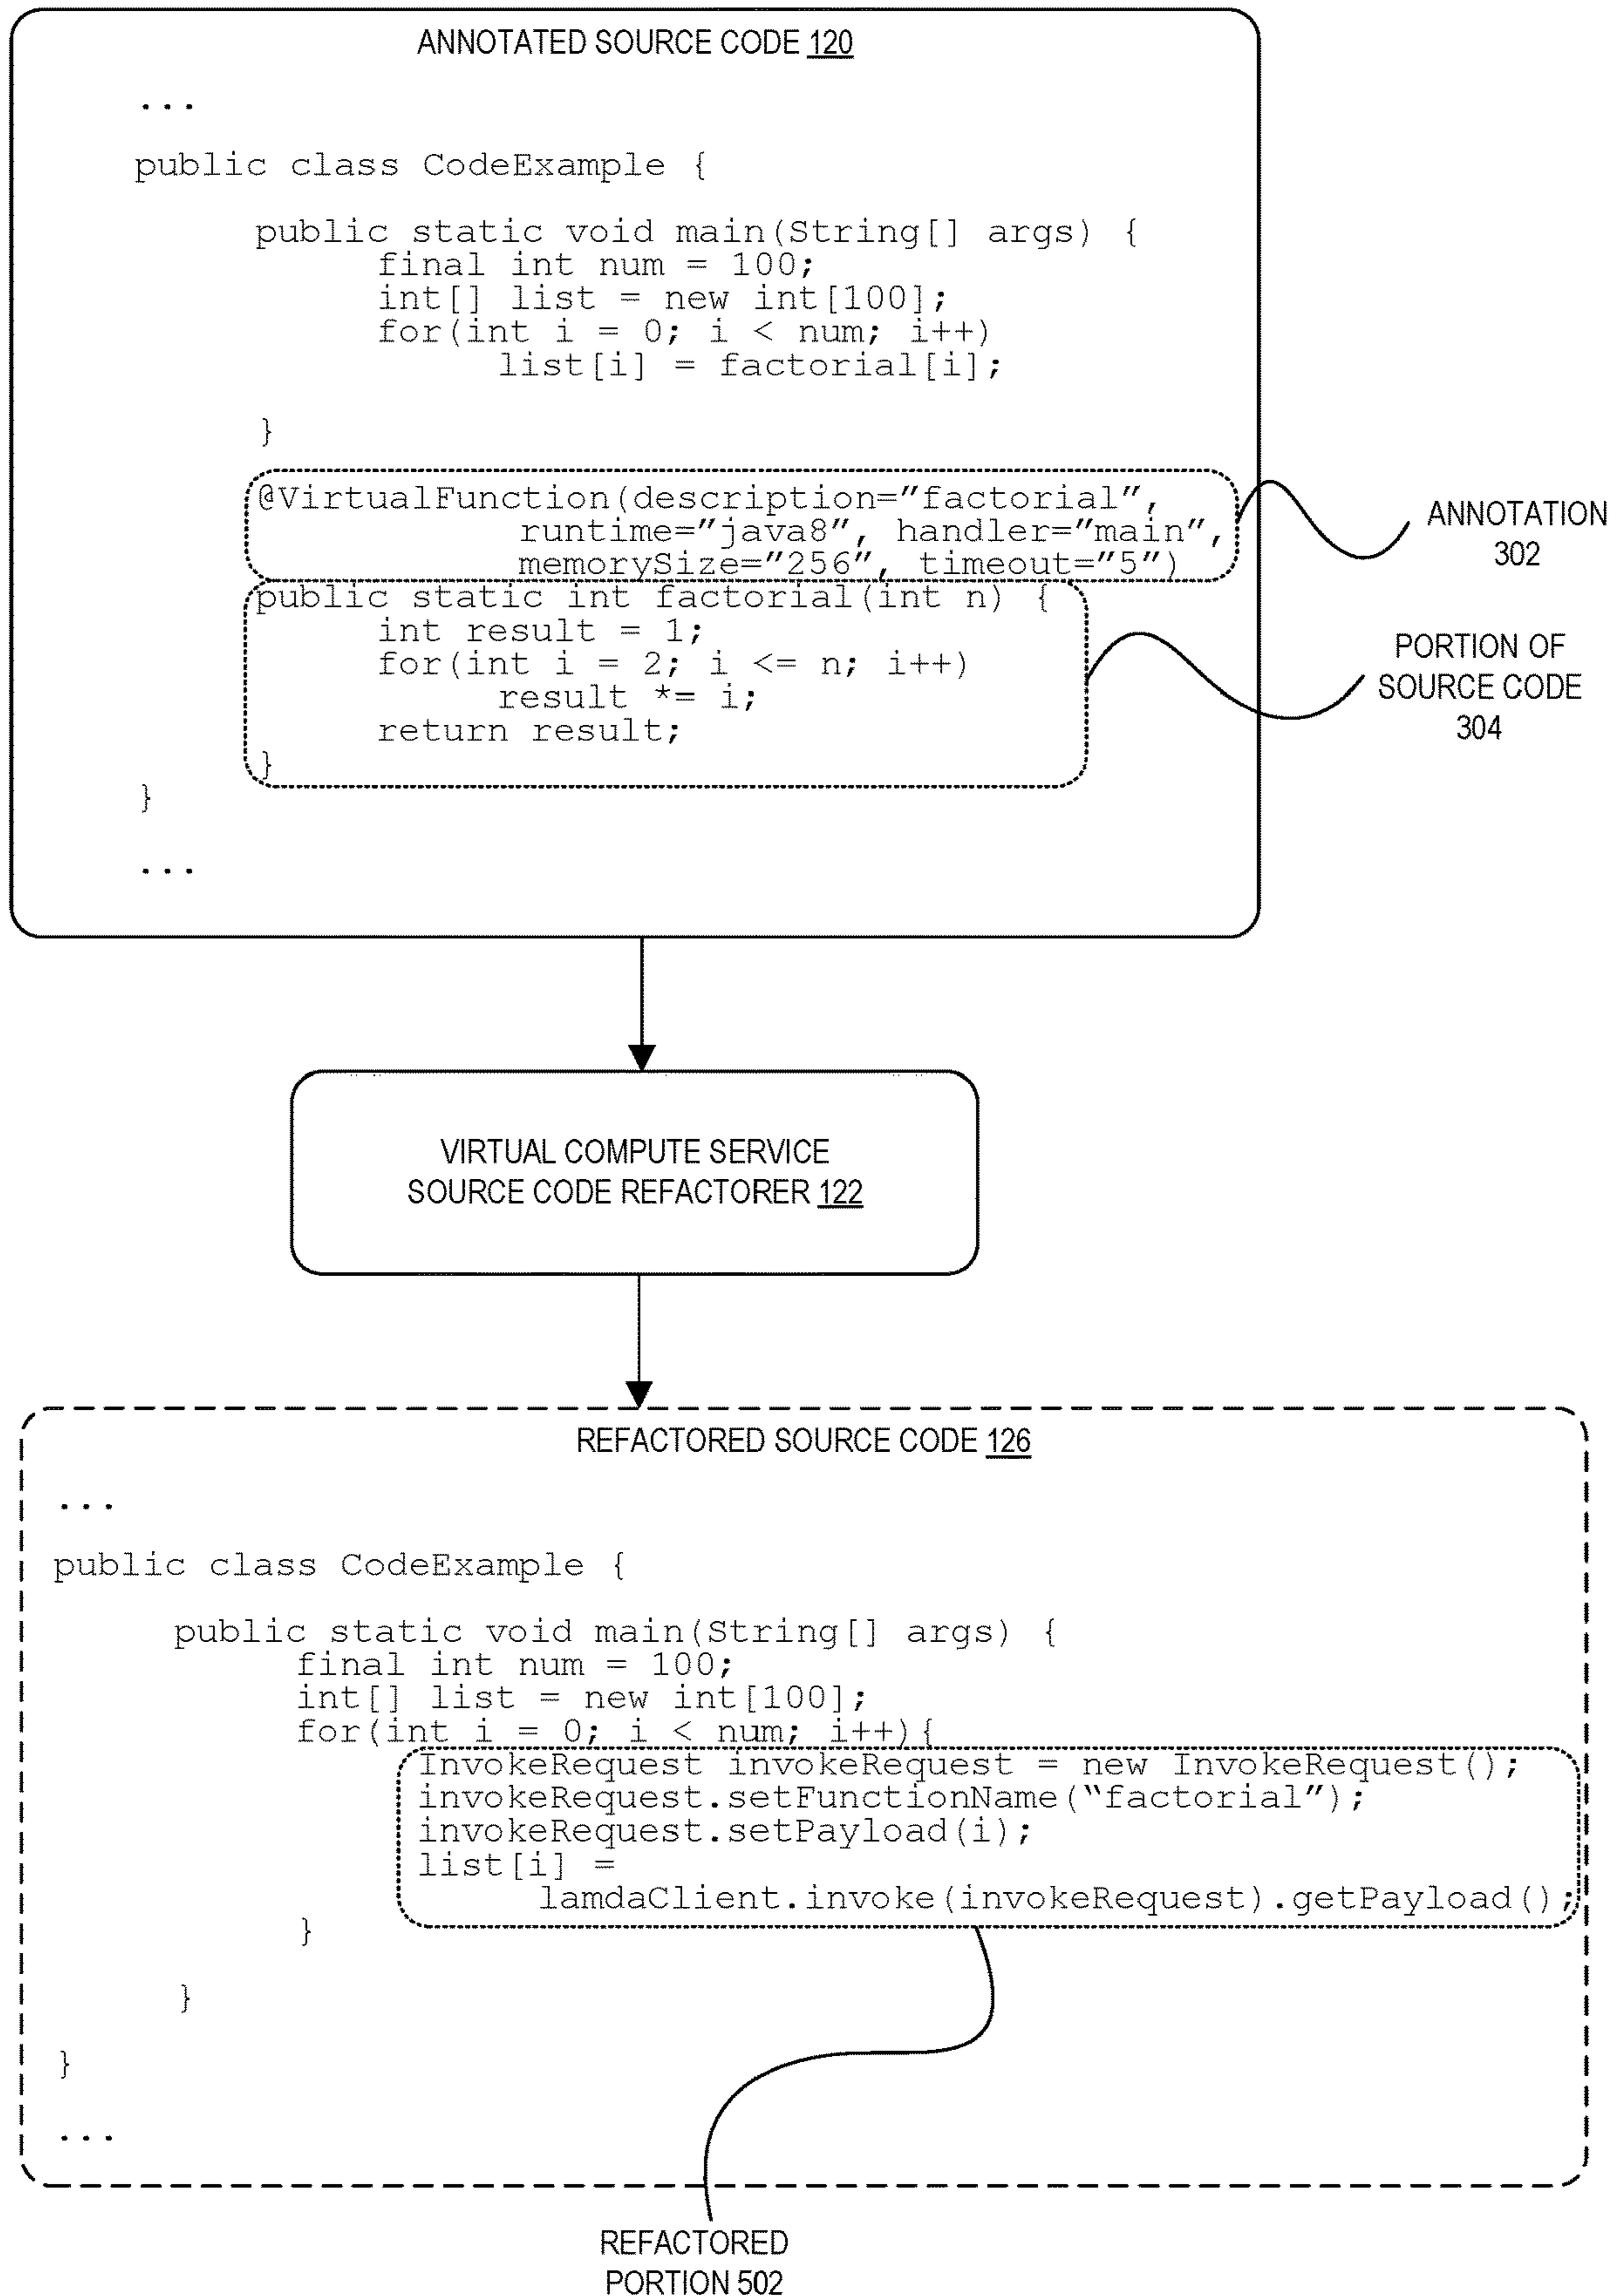 ANNOTATED SOURCE CODE 120
...
public class CodeExample {
public static void main(String[] args) {
final int num = 100;
int[] list = new int[100];
for(int i = 0; i < num; i++)
list[i] = factorial[i];
}
@VirtualFunction(description="factorial",
runtime="java8", handler="main",
memorySize="256", timeout="5")
public static int factorial(int n) {
int result = 1;
for(int i = 2; i <= n; i++)
result *= i;
return result;
}
}
...
ANNOTATION
302
PORTION OF
SOURCE CODE
304
VIRTUAL COMPUTE SERVICE
SOURCE CODE REFACTORER 122
REFACTORED SOURCE CODE 126
...
public class CodeExample {
public static void main(String[] args) {
final int num = 100;
int[] list = new int[100];
for(int i = 0; i < num; i++){
InvokeRequest invokeRequest = new InvokeRequest();
invokeRequest.setFunctionName(“factorial”);
invokeRequest.setPayload(i);
list[i] =
lamdaClient.invoke(invokeRequest).getPayload();
}
}
}
...
REFACTORED
PORTION 502